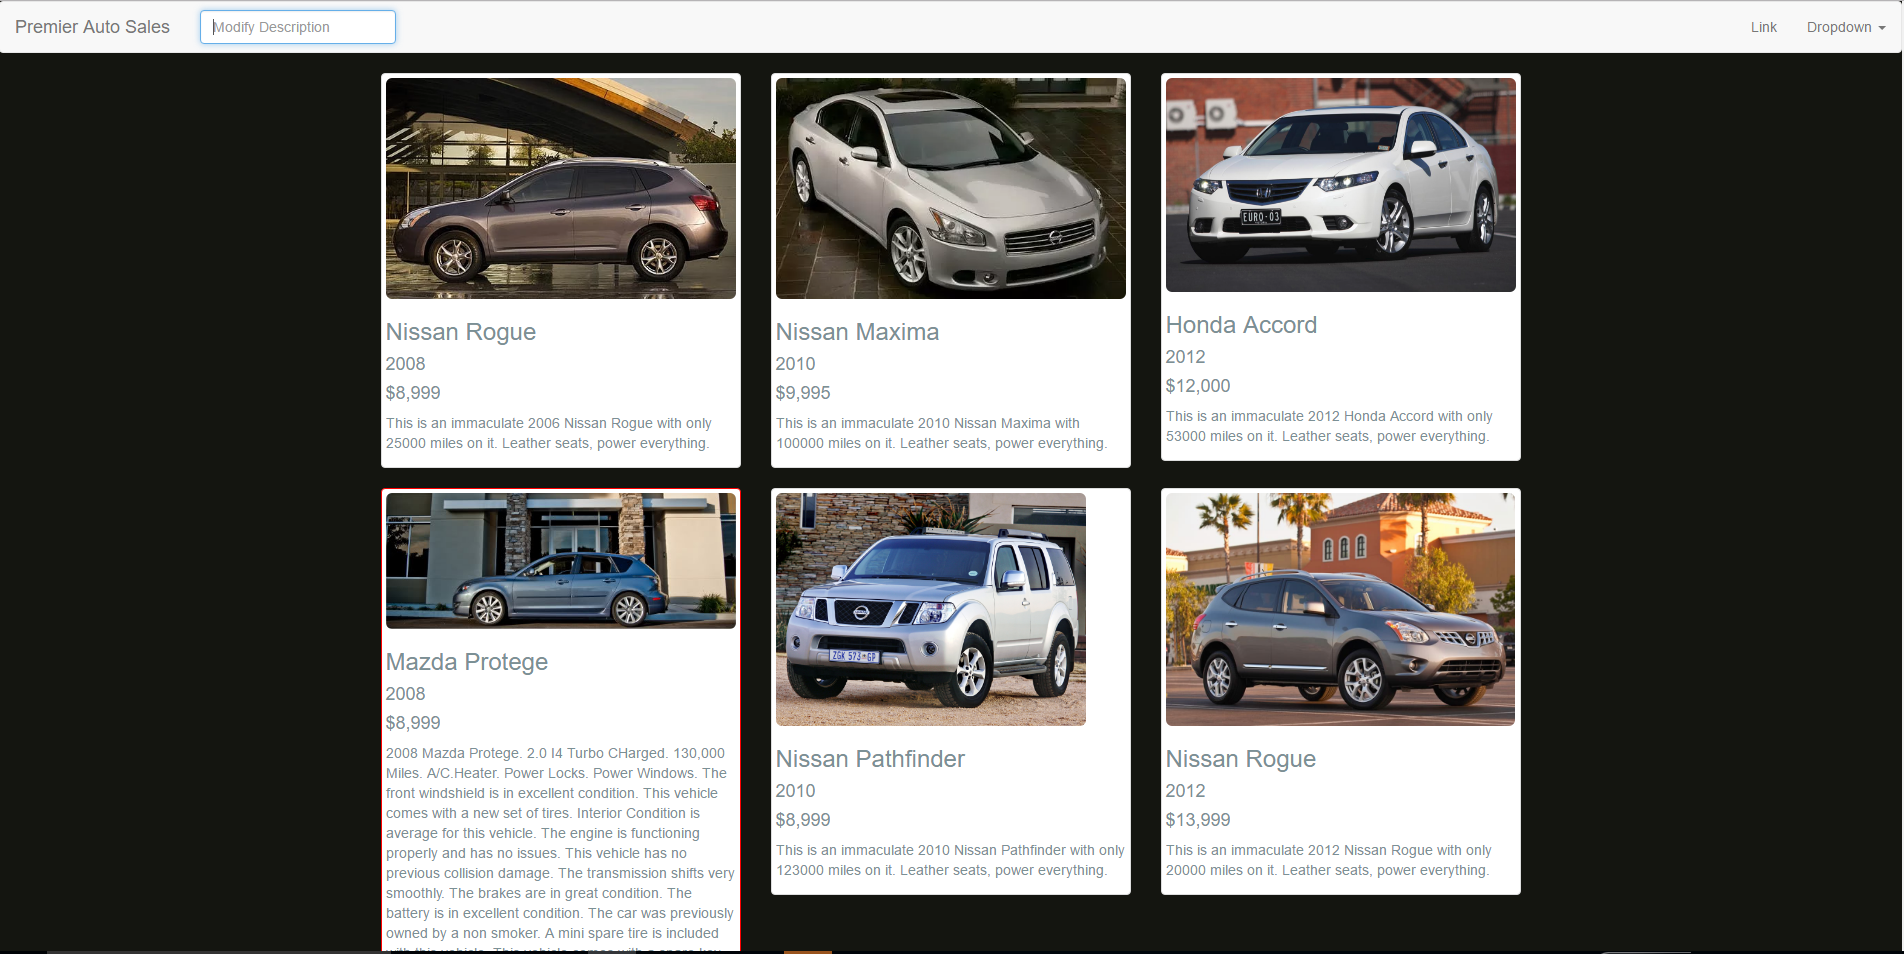 Premier Auto Sales
Modify Description
Link
Dropdown
EURO-03
Nissan Rogue
2008
$8,999
This is an immaculate 2006 Nissan Rogue with only
25000 miles on it. Leather seats, power everything.
Nissan Maxima
2010
$9,995
This is an immaculate 2010 Nissan Maxima with
100000 miles on it. Leather seats, power everything.
Honda Accord
2012
$12,000
This is an immaculate 2012 Honda Accord with only
53000 miles on it. Leather seats, power everything.
Mazda Protege
2008
$8,999
2008 Mazda Protege. 2.0 I4 Turbo CHarged. 130,000
Miles. A/C.Heater. Power Locks. Power Windows. The
front windshield is in excellent condition. This vehicle
comes with a new set of tires. Interior Condition is
average for this vehicle. The engine is functioning
properly and has no issues. This vehicle has no
previous collision damage. The transmission shifts very
smoothly. The brakes are in great condition. The
battery is in excellent condition. The car was previously
owned by a non smoker. A mini spare tire is included
with this vehicle. This vehicle comes with a spare key.
ZGK 573 GP
Nissan Pathfinder
2010
$8,999
This is an immaculate 2010 Nissan Pathfinder with only
123000 miles on it. Leather seats, power everything.
Nissan Rogue
2012
$13,999
This is an immaculate 2012 Nissan Rogue with only
20000 miles on it. Leather seats, power everything.